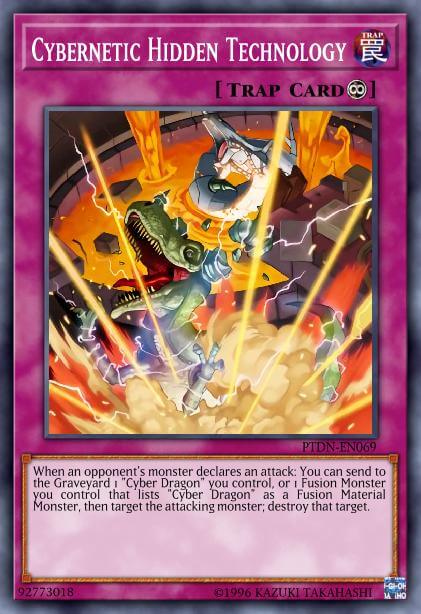 CYBERNETIC HIDDEN TECHNOLOGY
TRAP
罠
[TRAP CARD∞]
PTDN-EN069
When an opponent's monster declares an attack: You can send to
the Graveyard 1 "Cyber Dragon" you control, or 1 Fusion Monster
you control that lists "Cyber Dragon" as a Fusion Material
Monster, then target the attacking monster; destroy that target.
92773018
©1996 KAZUKI TAKAHASHI